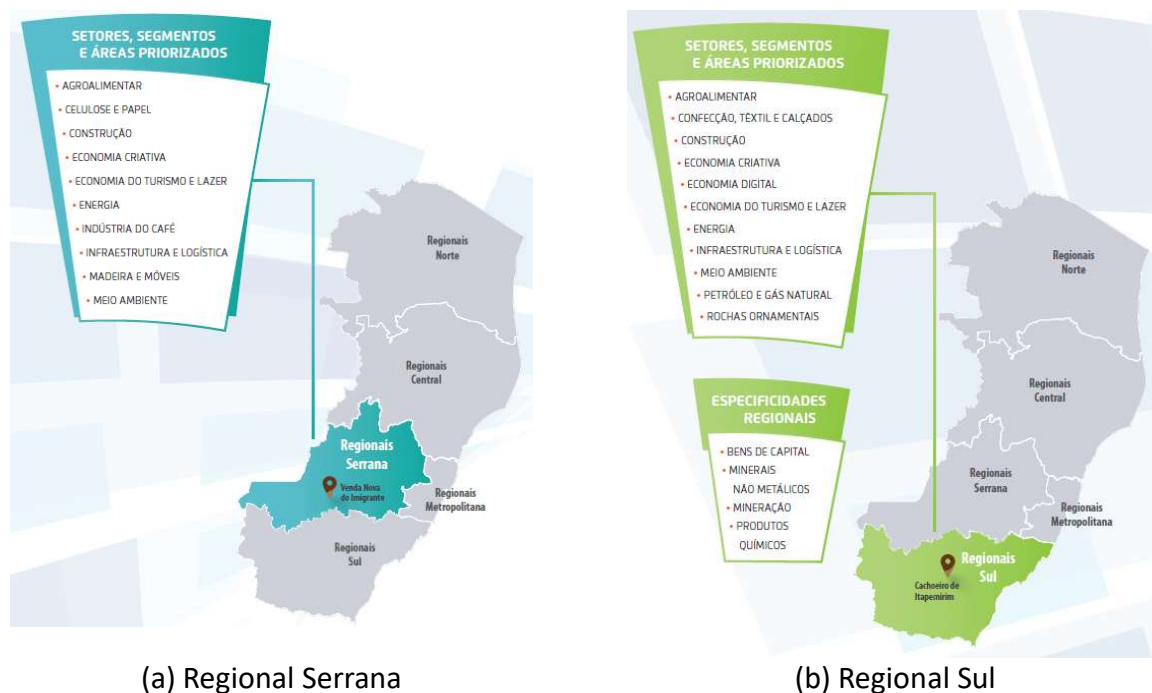 SETORES, SEGMENTOS
E ÁREAS PRIORIZADOS
• AGROALIMENTAR
• CELULOSE E PAPEL
• CONSTRUÇÃO
• ECONOMIA CRIATIVA
• ECONOMIA DO TURISMO E LAZER
• ENERGIA
• INDÚSTRIA DO CAFÉ
• INFRAESTRUTURA E LOGÍSTICA
• MADEIRA E MÓVEIS
• MEIO AMBIENTE
Regionais
Norte
Regionais
Central
Regionais
Serrana
Venda Nova
do Imigrante
Regionais
Metropolitana
Regionais
Sul
(a) Regional Serrana
SETORES, SEGMENTOS
E ÁREAS PRIORIZADOS
• AGROALIMENTAR
• CONFECÇÃO, TÊXTIL E CALÇADOS
• CONSTRUÇÃO
• ECONOMIA CRIATIVA
• ECONOMIA DIGITAL
• ECONOMIA DO TURISMO E LAZER
• ENERGIA
• INFRAESTRUTURA E LOGÍSTICA
• MEIO AMBIENTE
• PETRÓLEO E GÁS NATURAL
• ROCHAS ORNAMENTAIS
ESPECIFICIDADES
REGIONAIS
• BENS DE CAPITAL
• MINERAIS
NÃO METÁLICOS
• MINERAÇÃO
• PRODUTOS
QUÍMICOS
Regionais
Norte
Regionais
Central
Regionais
Serrana
Regionais
Metropolitana
Regionais
Sul
Cachoeiro de
Itapemirim
(b) Regional Sul